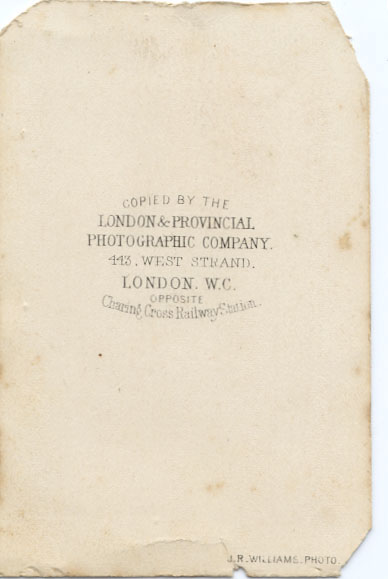 COPIED BY THE
LONDON & PROVINCIAL
PHOTOGRAPHIC COMPANY.
443. WEST STRAND.
LONDON. W.C.
OPPOSITE
Charing Cross Railway Station.
J.R. WILLIAMS. PHOTO.